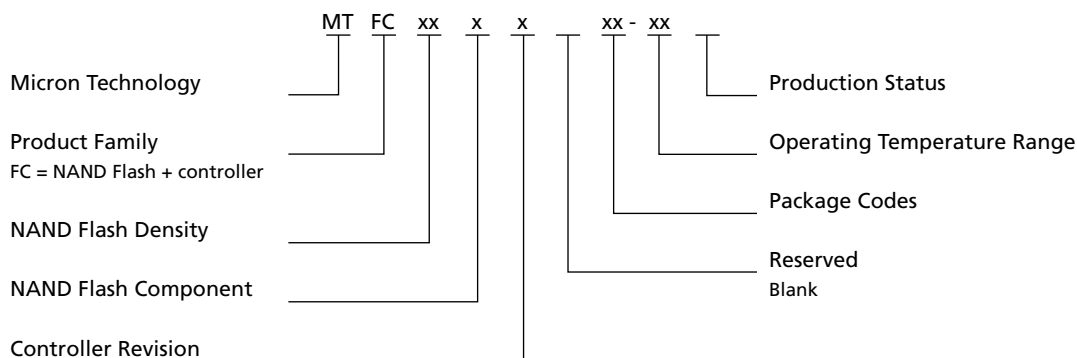 MT FC xx x x xx - xx
Micron Technology
Product Family
FC = NAND Flash + controller
NAND Flash Density
NAND Flash Component
Controller Revision
Production Status
Operating Temperature Range
Package Codes
Reserved
Blank